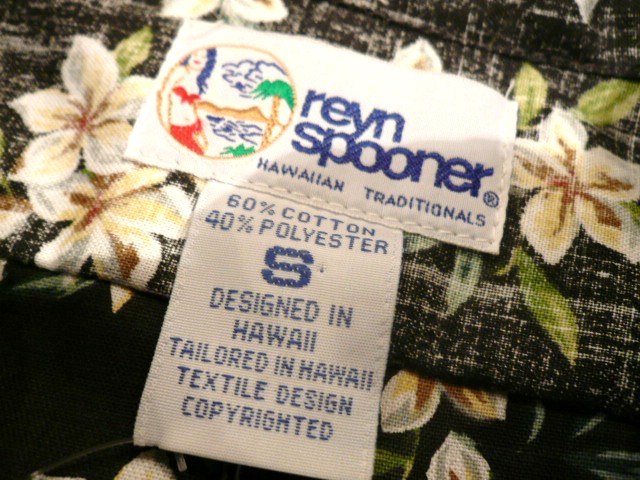 reyn
spooner®
HAWAIIAN TRADITIONALS
60% COTTON
40% POLYESTER
S
DESIGNED IN
HAWAII
TAILORED IN HAWAII
TEXTILE DESIGN
COPYRIGHTED